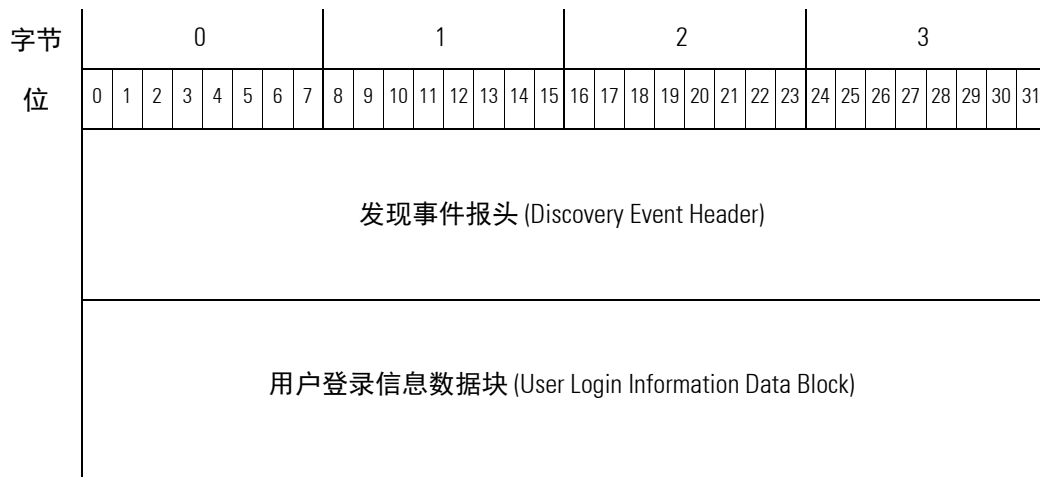 字节 0 1 2 3
位 0 1 2 3 4 5 6 7 8 9 10 11 12 13 14 15 16 17 18 19 20 21 22 23 24 25 26 27 28 29 30 31
发现事件报头 (Discovery Event Header)
用户登录信息数据块 (User Login Information Data Block)